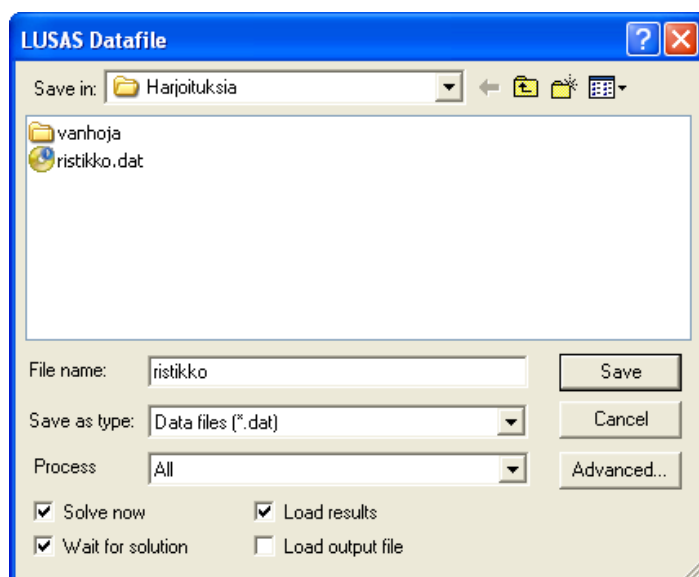 LUSAS Datafile
Save in: Harjoituksia
vanhoja
ristikko.dat
File name: ristikko Save
Save as type: Data files (*.dat) Cancel
Process All Advanced...
Solve now Load results
Wait for solution Load output file